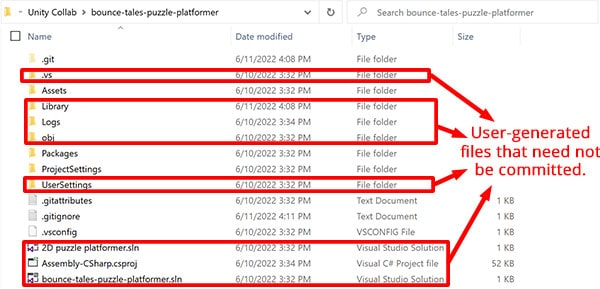 Unity Collab > bounce-tales-puzzle-platformer
Search bounce-tales-puzzle-platformer
Name Date modified Type Size
.git 6/11/2022 4:08 PM File folder
.vs 6/10/2022 3:32 PM File folder
Assets 6/10/2022 3:32 PM File folder
Library 6/11/2022 4:08 PM File folder
Logs 6/10/2022 3:34 PM File folder
obj 6/10/2022 3:32 PM File folder
Packages 6/10/2022 3:32 PM File folder
ProjectSettings 6/10/2022 3:32 PM File folder
UserSettings 6/10/2022 3:32 PM File folder
.gitattributes 6/10/2022 3:32 PM Text Document 1 KB
.gitignore 6/11/2022 4:11 PM Text Document 1 KB
.vsconfig 6/10/2022 3:32 PM VSCONFIG File 1 KB
2D puzzle platformer.sln 6/10/2022 3:32 PM Visual Studio Solution 1 KB
Assembly-CSharp.csproj 6/10/2022 3:34 PM Visual C# Project file 52 KB
bounce-tales-puzzle-platformer.sln 6/10/2022 3:32 PM Visual Studio Solution 1 KB
User-generated
files that need not
be committed.